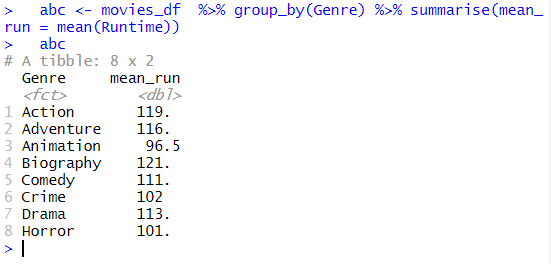 >   abc <- movies_df  %>% group_by(Genre) %>% summarise(mean_
run = mean(Runtime))
>   abc
# A tibble: 8 x 2
  Genre     mean_run
  <fct>        <dbl>
1 Action       119.
2 Adventure    116.
3 Animation     96.5
4 Biography    121.
5 Comedy       111.
6 Crime        102
7 Drama        113.
8 Horror       101.
>